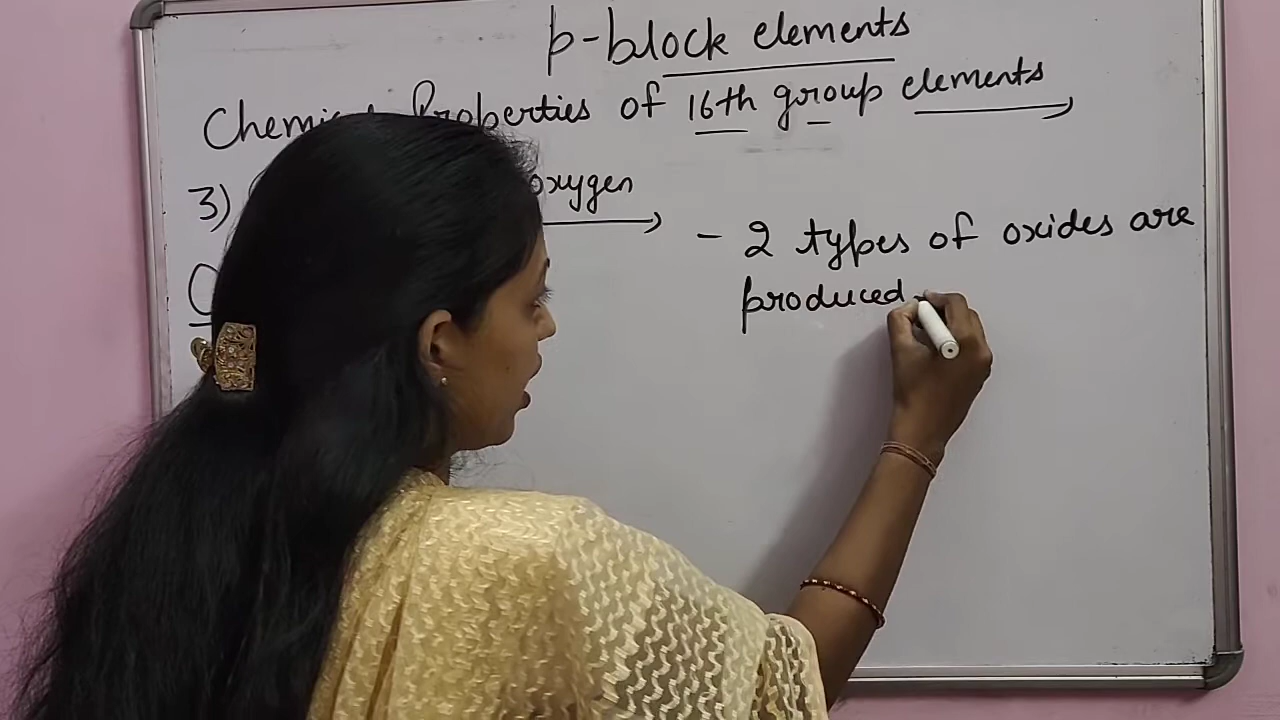 p-block elements
Chemical Properties of 16th group elements
3) oxygen
- 2 types of oxides are
produced